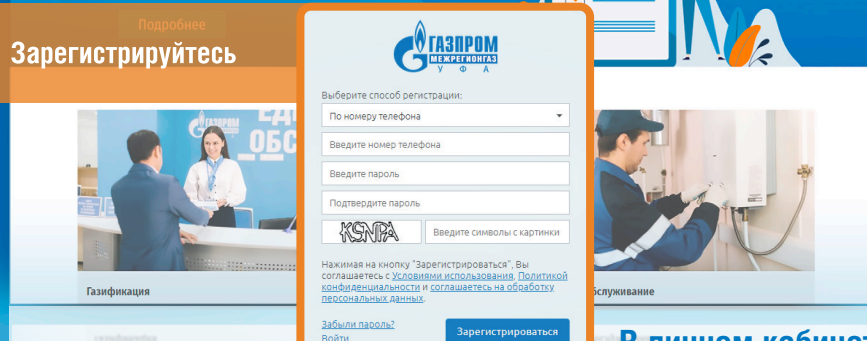 Подробнее
Зарегистрируйтесь
ГАЗПРОМ
МЕЖРЕГИОНГАЗ
УФА
Выберите способ регистрации:
По номеру телефона
Введите номер телефона
Введите пароль
Подтвердите пароль
KSNPA
Введите символы с картинки
Нажимая на кнопку "Зарегистрироваться", Вы
соглашаетесь с Условиями использования, Политикой
конфиденциальности и соглашаетесь на обработку
персональных данных.
Забыли пароль?
Войти
Зарегистрироваться
ГАЗПРОМ
Газификация
бслуживание
В личном кабинет